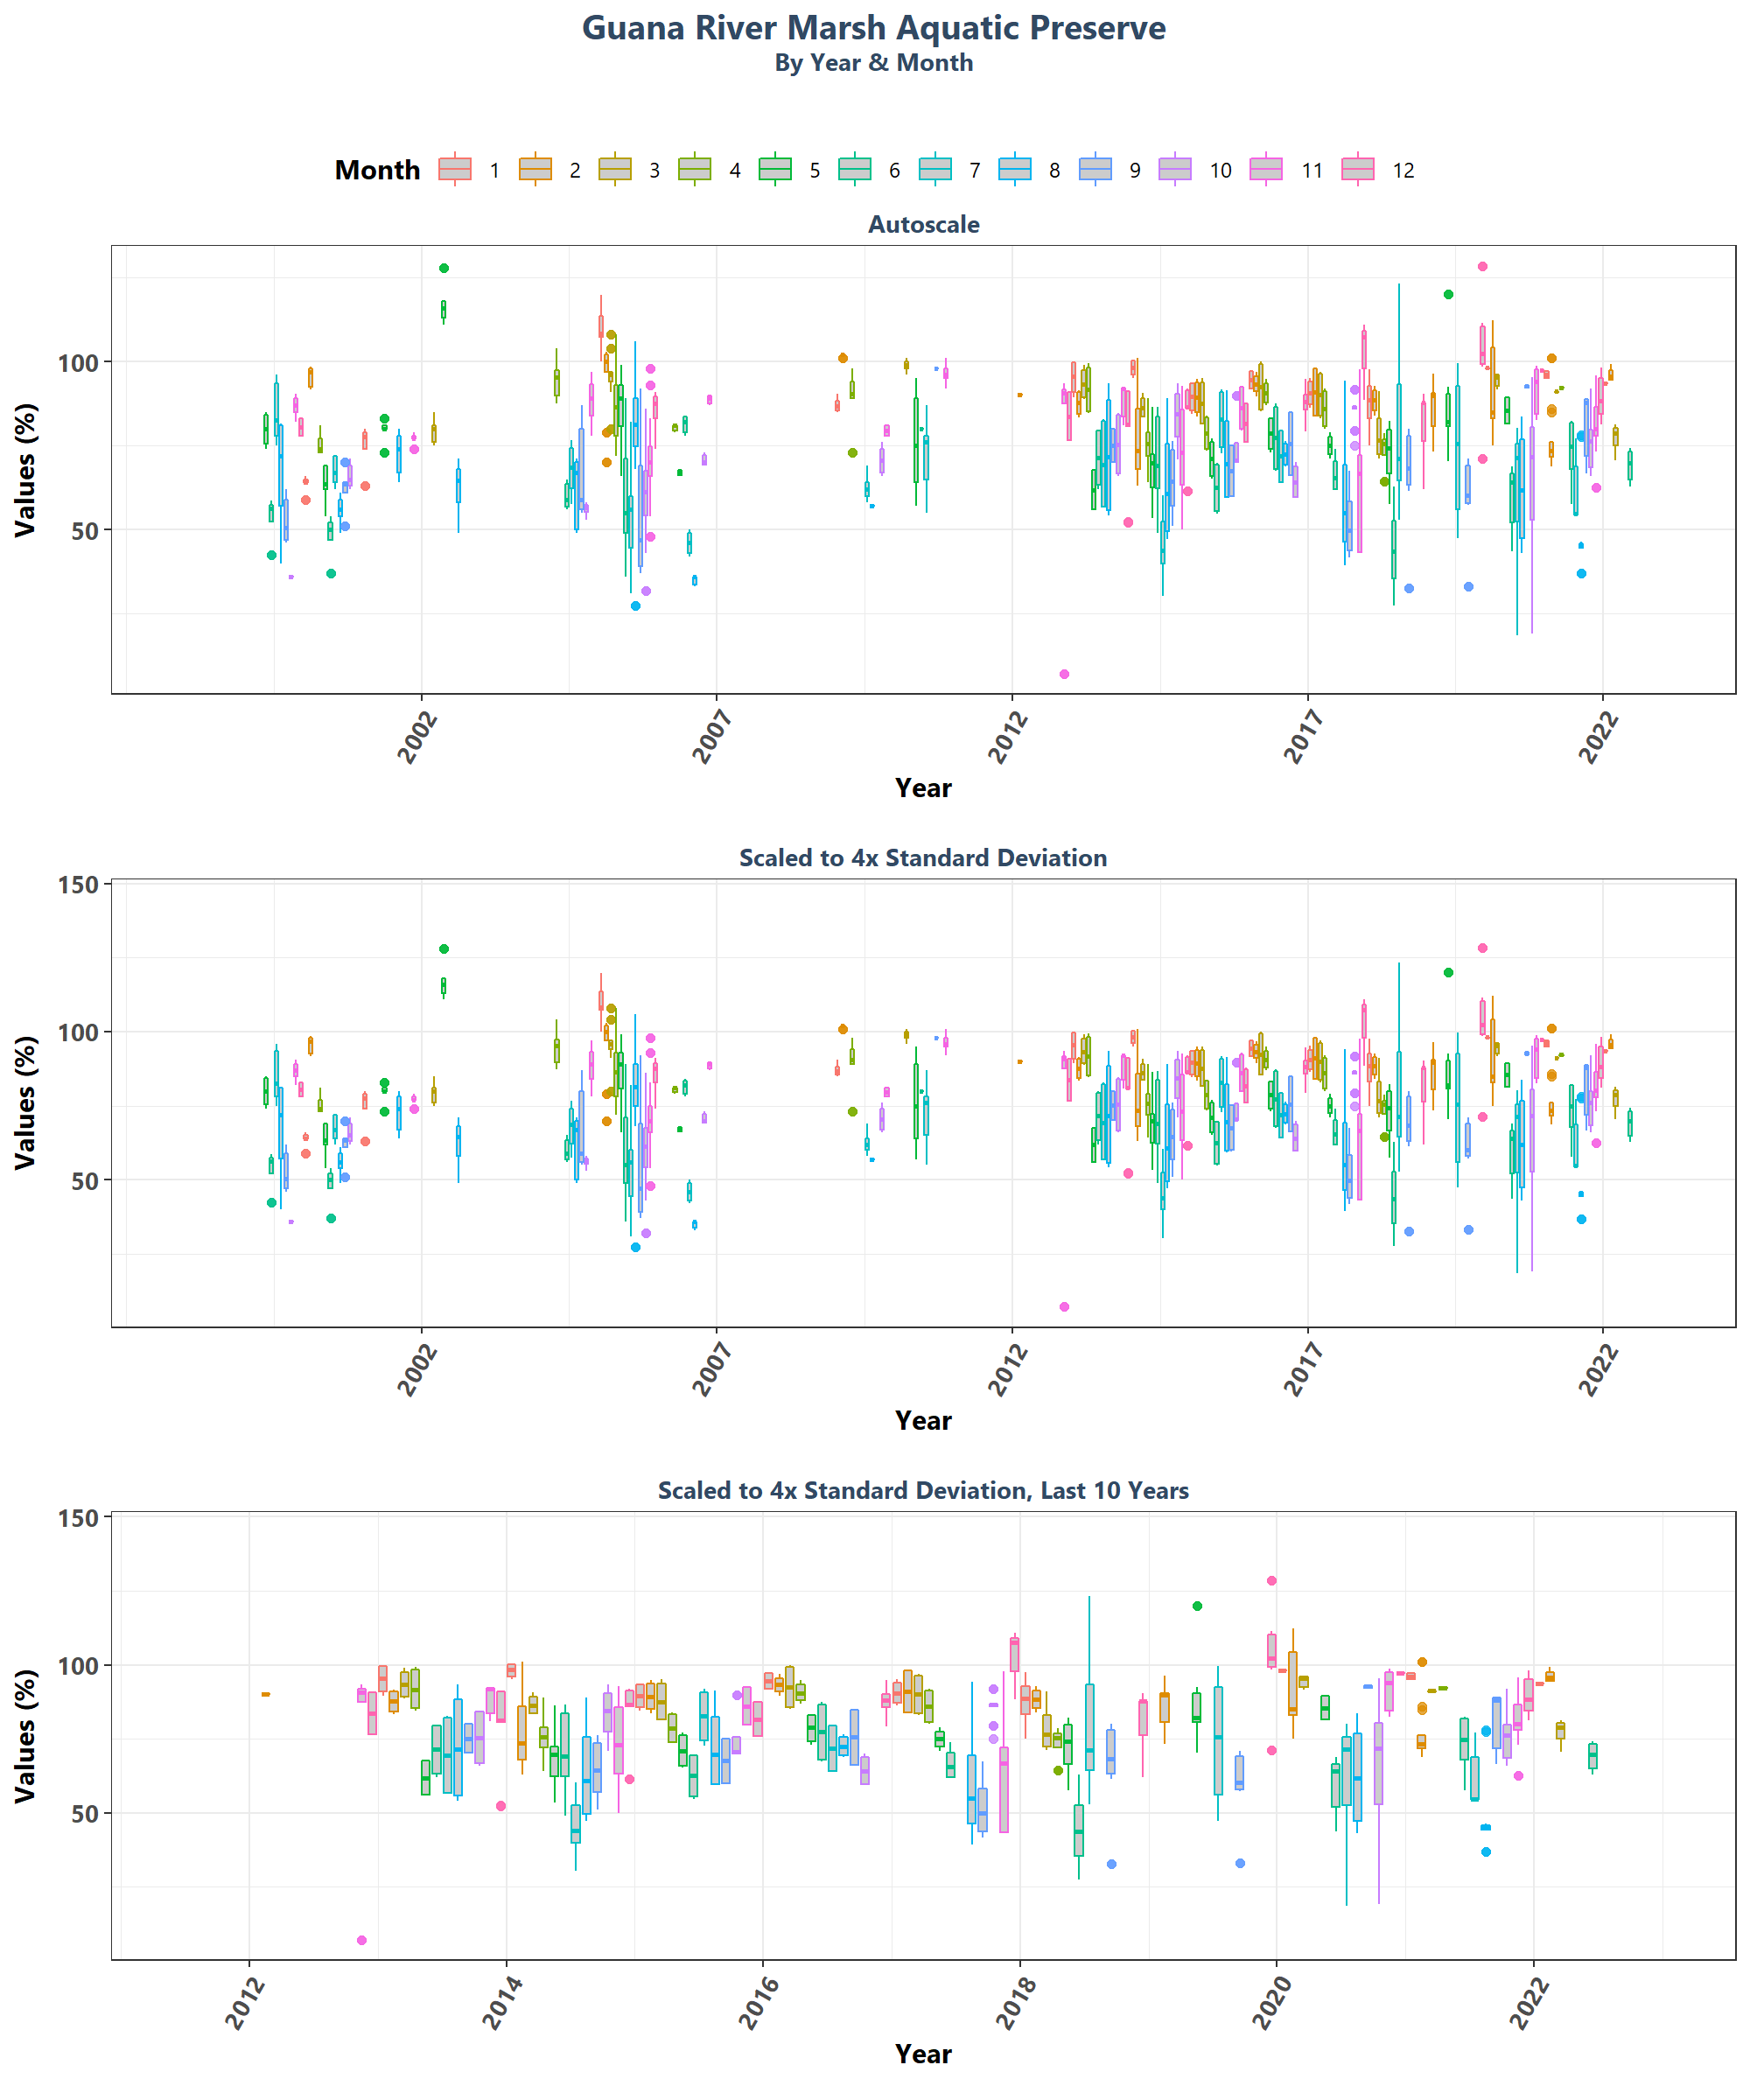 Guana River Marsh Aquatic Preserve
By Year & Month
Month 1 2 3 4 5 6 7 8 9 10 11 12
Autoscale
Values (%)
100
50
2002 2007 2012 2017 2022
Year
Scaled to 4x Standard Deviation
Values (%)
150
100
50
2002 2007 2012 2017 2022
Year
Scaled to 4x Standard Deviation, Last 10 Years
Values (%)
150
100
50
2012 2014 2016 2018 2020 2022
Year